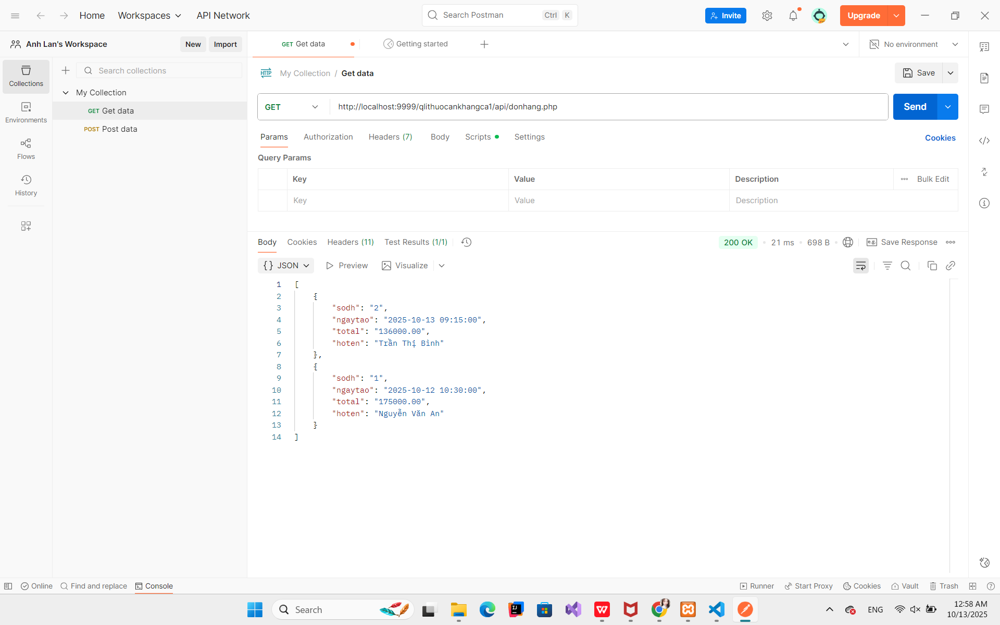 Home
Workspaces
API Network
Search Postman
Ctrl K
Invite
Upgrade
Anh Lan's Workspace
New
Import
GET Get data
Getting started
No environment
Collections
Environments
Flows
History
Search collections
My Collection
GET Get data
POST Post data
HTTP My Collection / Get data
Save
GET http://localhost:9999/qlithuocankhangca1/api/donhang.php
Send
Params Authorization Headers (7) Body Scripts Settings
Cookies
Query Params
Key Value Description Bulk Edit
Key Value Description
Body Cookies Headers (11) Test Results (1/1)
200 OK 21 ms 698 B e.g. Save Response
{} JSON Preview Visualize
1 [
2 {
3 "sodh": "2",
4 "ngaytao": "2025-10-13 09:15:00",
5 "total": "136000.00",
6 "hoten": "Trần Thị Bình"
7 },
8 {
9 "sodh": "1",
10 "ngaytao": "2025-10-12 10:30:00",
11 "total": "175000.00",
12 "hoten": "Nguyễn Văn An"
13 }
14 ]
Online Find and replace Console
Runner Start Proxy Cookies Vault Trash
Search
ENG
12:58 AM
10/13/2025